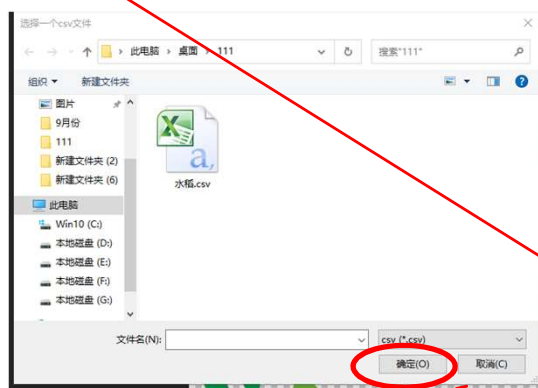 选择一个csv文件
此电脑 › 桌面 › 111
搜索"111"
组织 新建文件夹
图片
9月份
111
新建文件夹 (2)
新建文件夹 (6)
此电脑
Win10 (C:)
本地磁盘 (D:)
本地磁盘 (E:)
本地磁盘 (F:)
本地磁盘 (G:)
水稻.csv
文件名(N):
csv (*.csv)
确定(O) 取消(C)